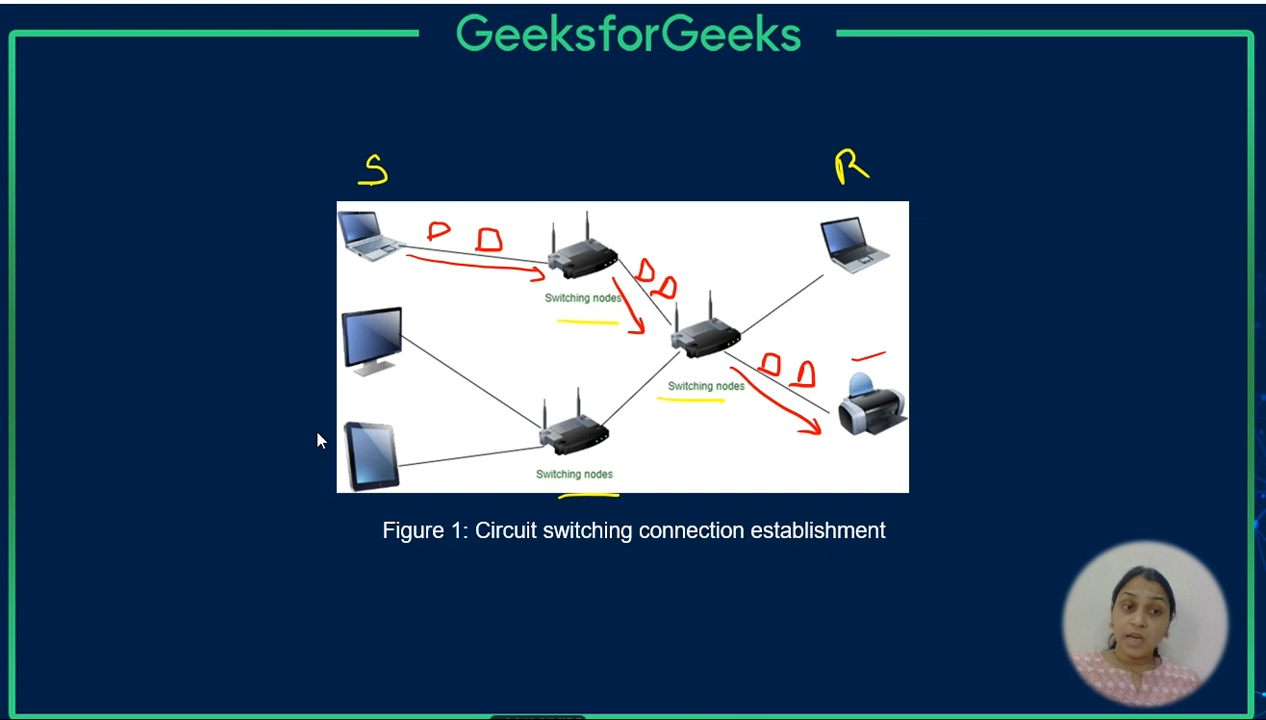 GeeksforGeeks
S
R
D D
D D
Switching nodes
D D
Switching nodes
Switching nodes
Figure 1: Circuit switching connection establishment